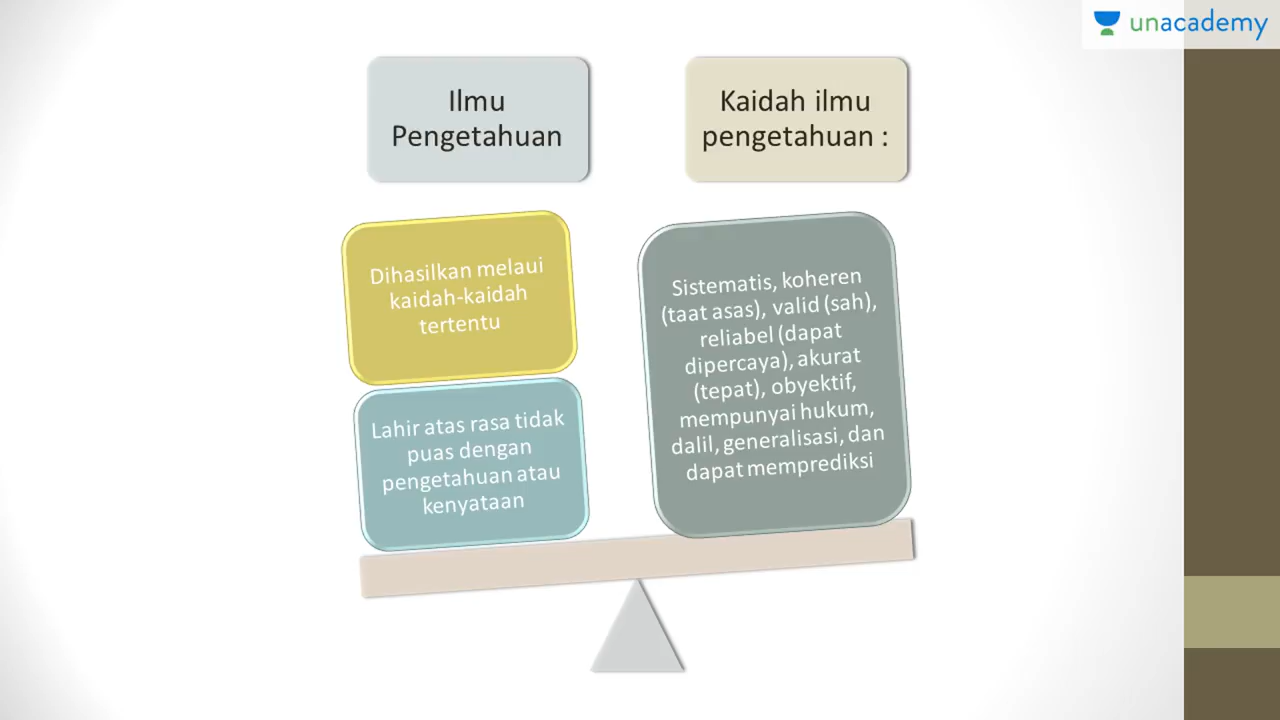 unacademy
Ilmu
Pengetahuan
Kaidah ilmu
pengetahuan :
Dihasilkan melaui
kaidah-kaidah
tertentu
Lahir atas rasa tidak
puas dengan
pengetahuan atau
kenyataan
Sistematis, koheren
(taat asas), valid (sah),
reliabel (dapat
dipercaya), akurat
(tepat), obyektif,
mempunyai hukum,
dalil, generalisasi, dan
dapat memprediksi